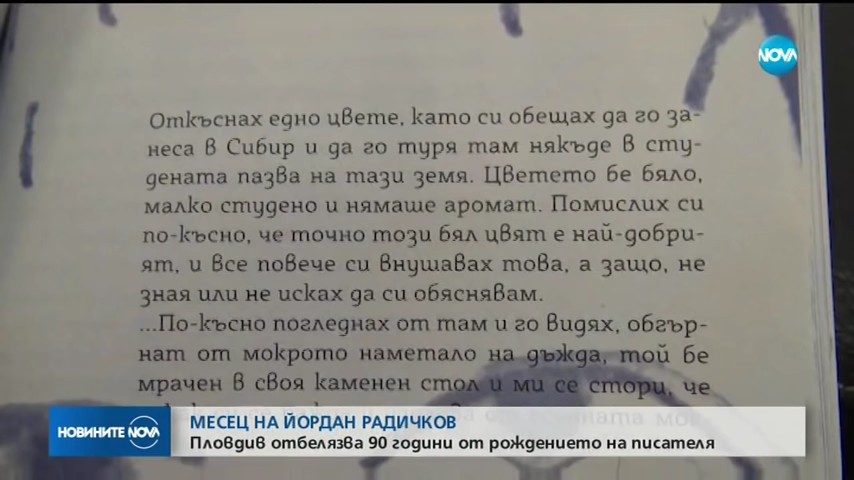 NOVA
Откъснах едно цвете, като си обещах да го за-
неса в Сибир и да го туря там някъде в сту-
дената пазва на тази земя. Цветето бе бяло,
малко студено и нямаше аромат. Помислих си
по-късно, че точно този бял цвят е най-добри-
ят, и все повече си внушавах това, а защо, не
зная или не исках да си обяснявам.
...По-късно погледнах от там и го видях, обгър-
нат от мокрото наметало на дъжда, той бе
мрачен в своя каменен стол и ми се стори, че
НОВИНИТЕ NOVA
МЕСЕЦ НА ЙОРДАН РАДИЧКОВ
Пловдив отбелязва 90 години от рождението на писателя